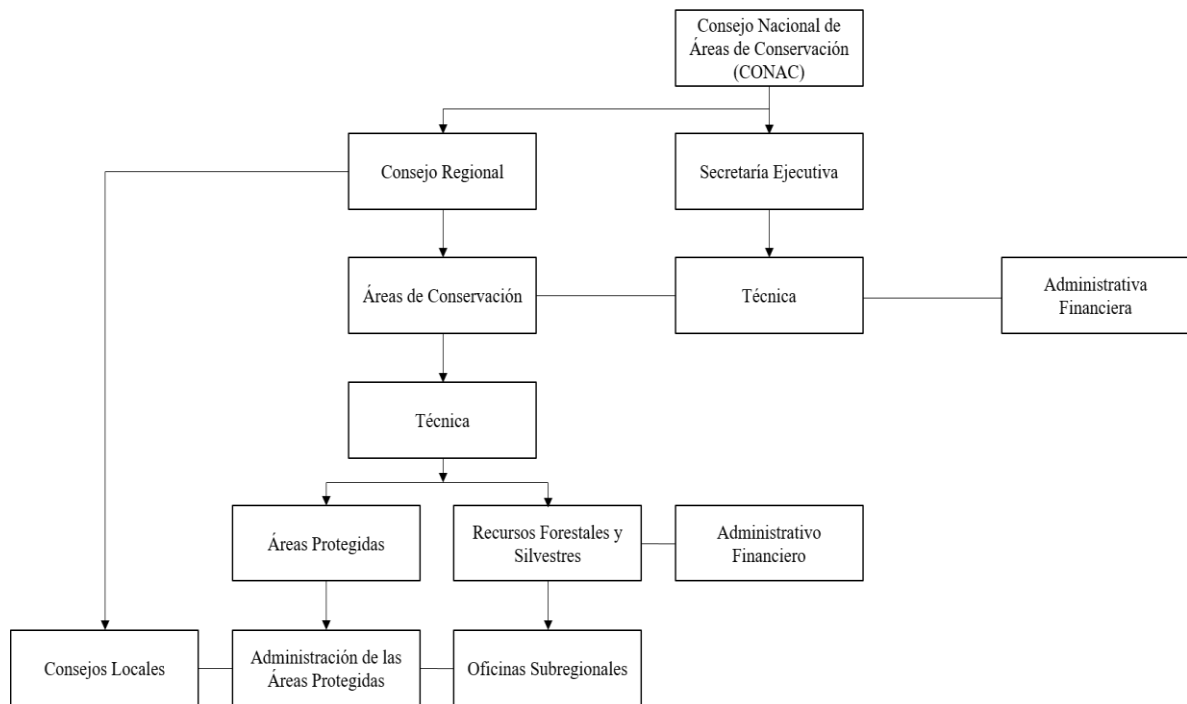 Consejo Nacional de
Áreas de Conservación
(CONAC)
Consejo Regional
Secretaría Ejecutiva
Áreas de Conservación
Técnica
Administrativa
Financiera
Técnica
Áreas Protegidas
Recursos Forestales y
Silvestres
Administrativo
Financiero
Consejos Locales
Administración de las
Áreas Protegidas
Oficinas Subregionales